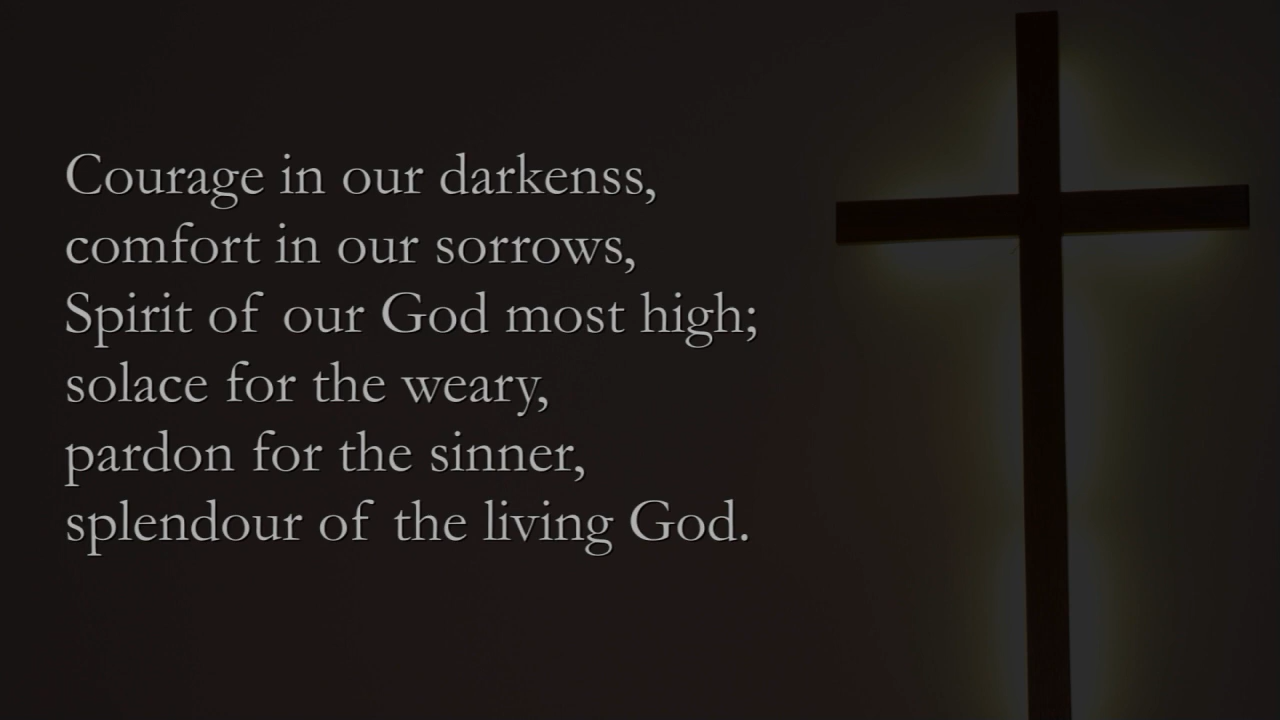 Courage in our darkenss,
comfort in our sorrows,
Spirit of our God most high;
solace for the weary,
pardon for the sinner,
splendour of the living God.